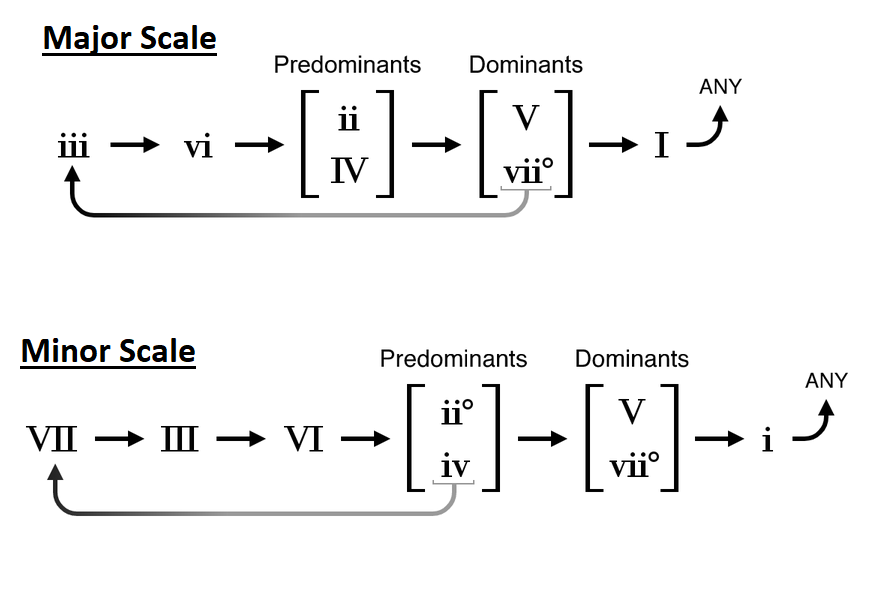 Major Scale
Predominants Dominants
ANY
ii V
iii vi I
IV vii°
Minor Scale
Predominants Dominants
ANY
ii° V
VII III VI i
iv vii°